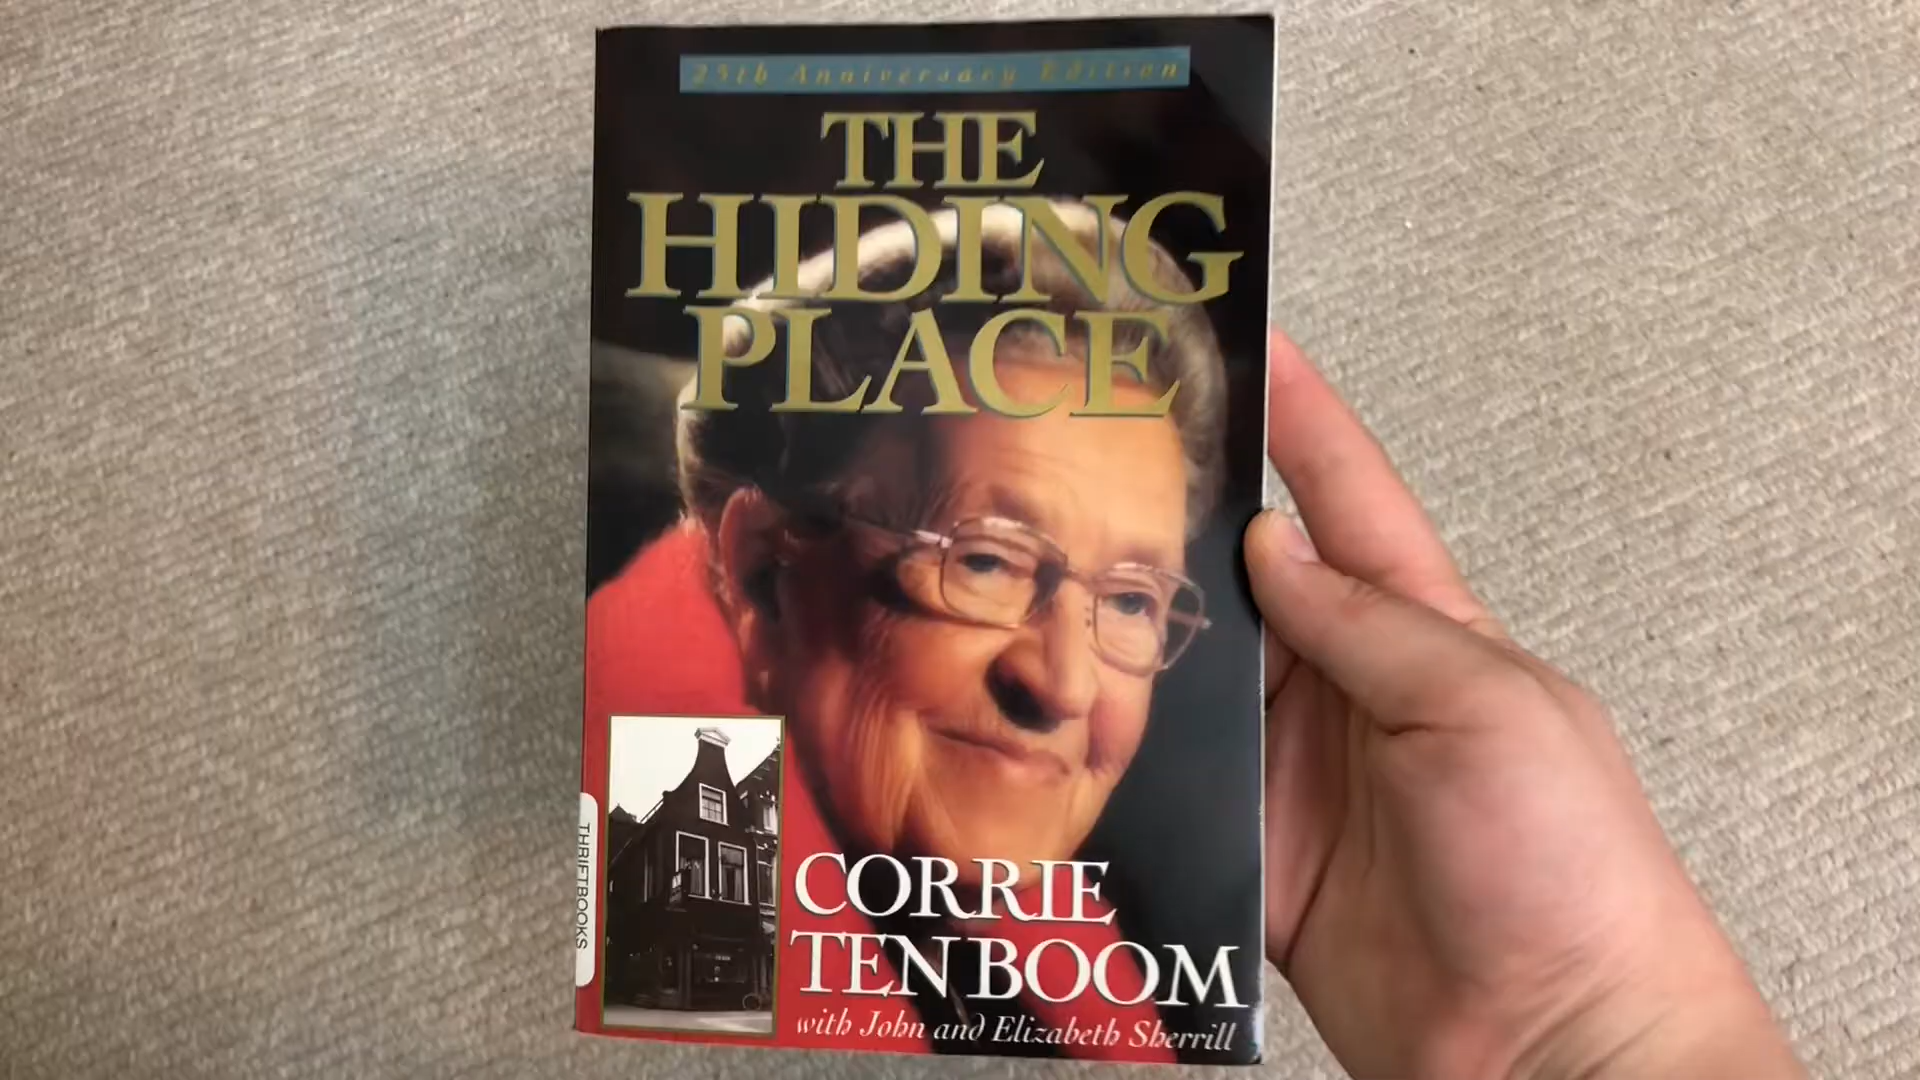 25th Anniversary Edition
THE
HIDING
PLACE
CORRIE
TEN BOOM
with John and Elizabeth Sherrill
THRIFTBOOKS